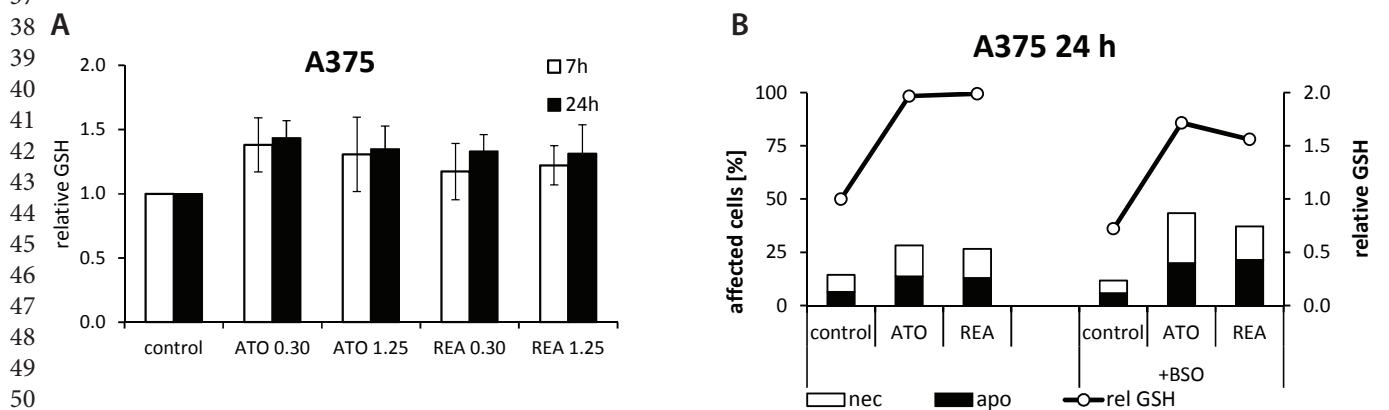 37
38
39
40
41
42
43
44
45
46
47
48
49
50
A
A375
7h
24h
relative GSH
2.0
1.5
1.0
0.5
0.0
control ATO 0.30 ATO 1.25 REA 0.30 REA 1.25
B
A375 24 h
affected cells [%]
100
75
50
25
0
2.0
1.5
1.0
0.5
0.0
relative GSH
control ATO REA control ATO REA
+BSO
nec apo rel GSH